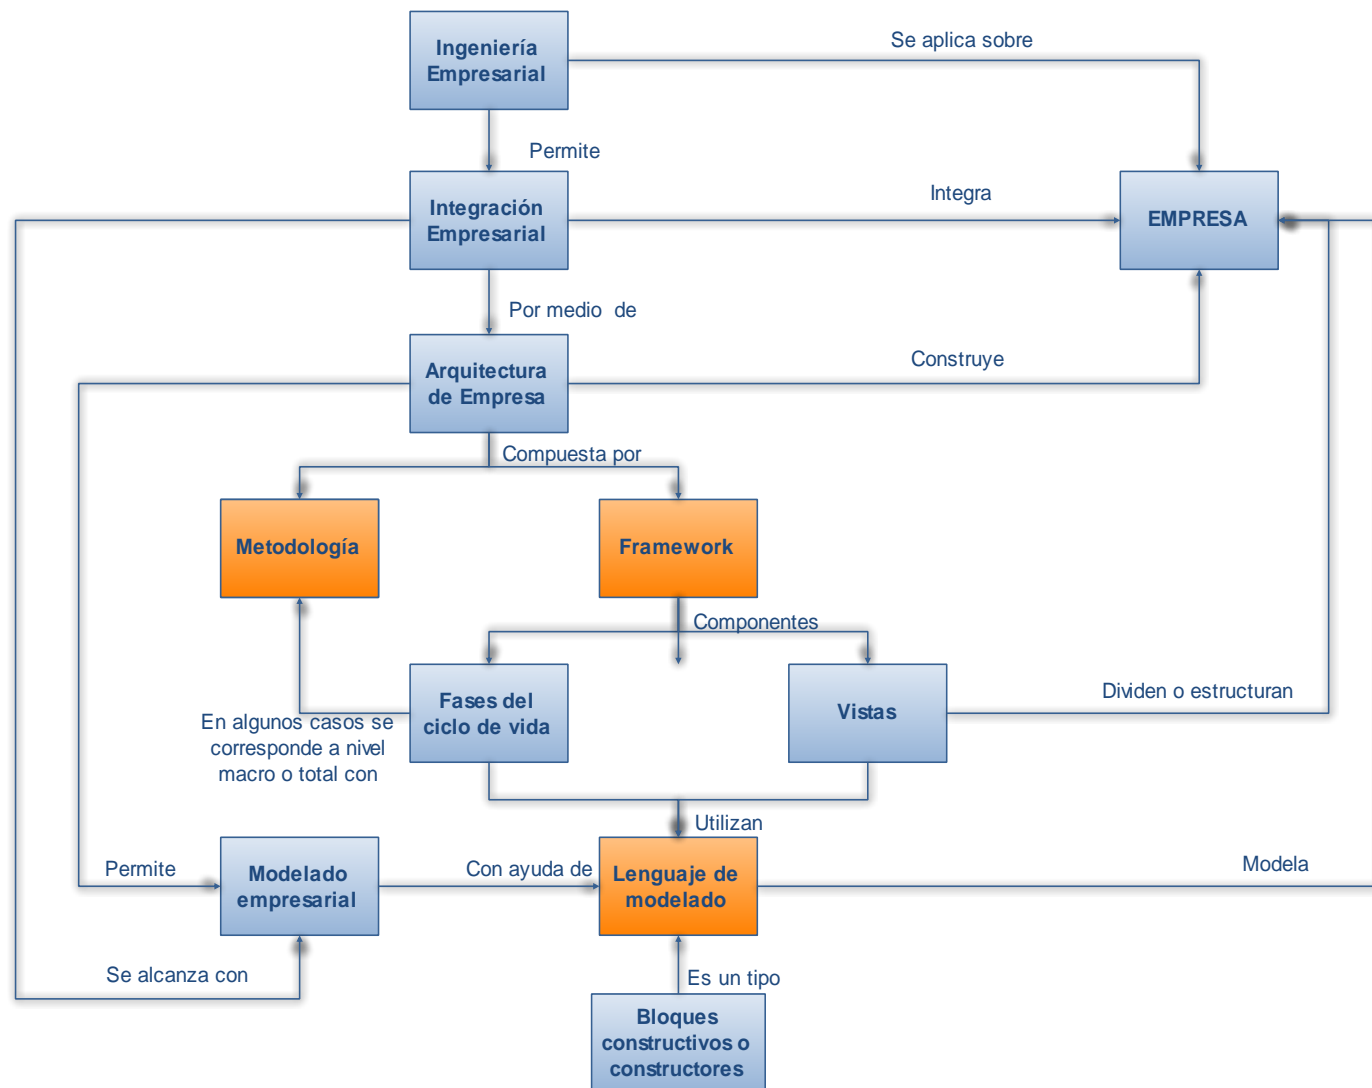 Ingeniería
Empresarial
Se aplica sobre
Permite
Integración
Empresarial
Integra
EMPRESA
Por medio de
Arquitectura
de Empresa
Construye
Compuesta por
Metodología
Framework
Componentes
Fases del
ciclo de vida
Vistas
Dividen o estructuran
En algunos casos se
corresponde a nivel
macro o total con
Utilizan
Permite
Modelado
empresarial
Con ayuda de
Lenguaje de
modelado
Modela
Se alcanza con
Es un tipo
Bloques
constructivos o
constructores